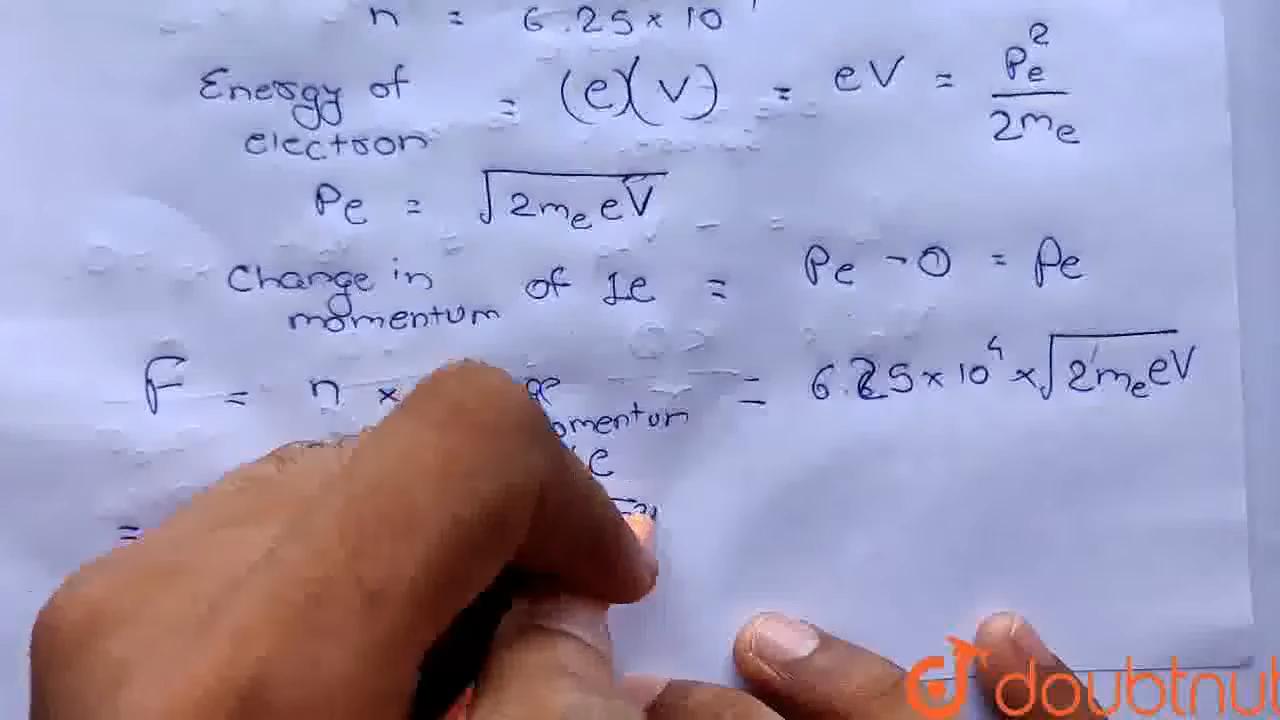 n = 6.25 × 10
Energy of electron = (e)(V) = eV = Pe²/2me
Pe = √2meeV
Change in momentum of 1e = Pe - 0 = Pe
F = n × = 6.25 × 10⁴ × √2meeV
=
doubtnut